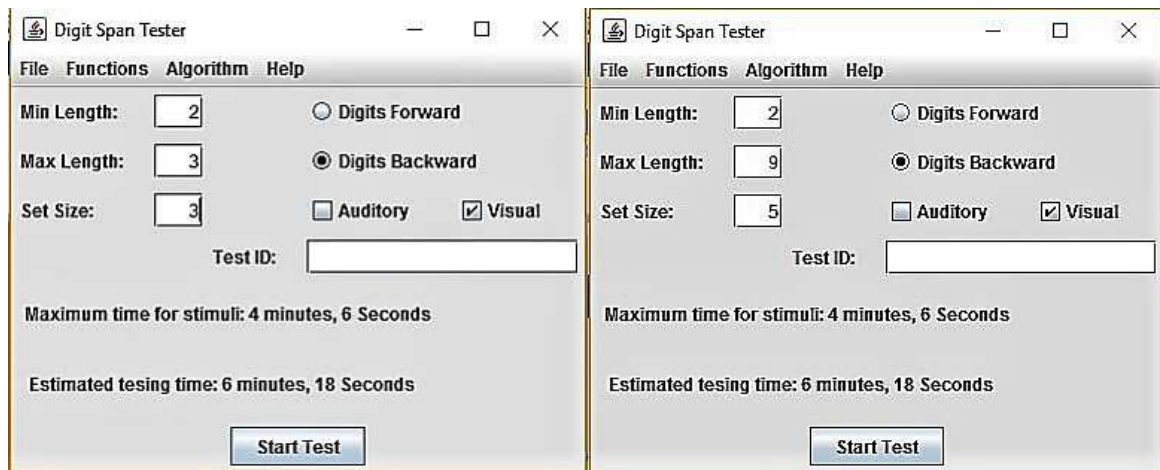 Digit Span Tester
File Functions Algorithm Help
Min Length: 2 Digits Forward
Max Length: 3 Digits Backward
Set Size: 3 Auditory Visual
Test ID:
Maximum time for stimuli: 4 minutes, 6 Seconds
Estimated tesing time: 6 minutes, 18 Seconds
Start Test
Digit Span Tester
File Functions Algorithm Help
Min Length: 2 Digits Forward
Max Length: 9 Digits Backward
Set Size: 5 Auditory Visual
Test ID:
Maximum time for stimuli: 4 minutes, 6 Seconds
Estimated tesing time: 6 minutes, 18 Seconds
Start Test